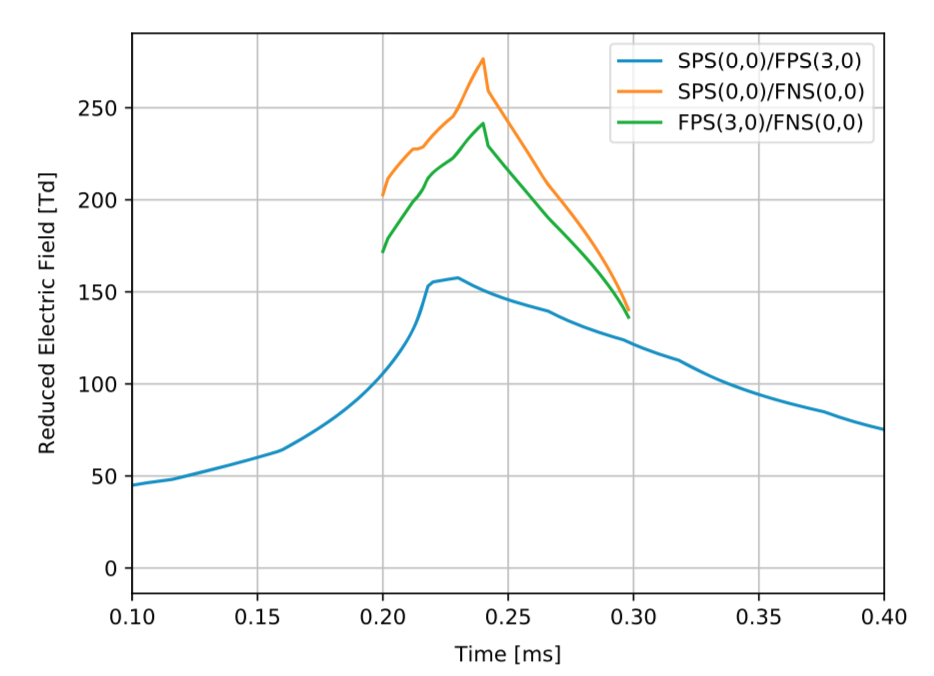 SPS(0,0)/FPS(3,0)
SPS(0,0)/FNS(0,0)
FPS(3,0)/FNS(0,0)
Reduced Electric Field [Td]
250
200
150
100
50
0
0.10 0.15 0.20 0.25 0.30 0.35 0.40
Time [ms]